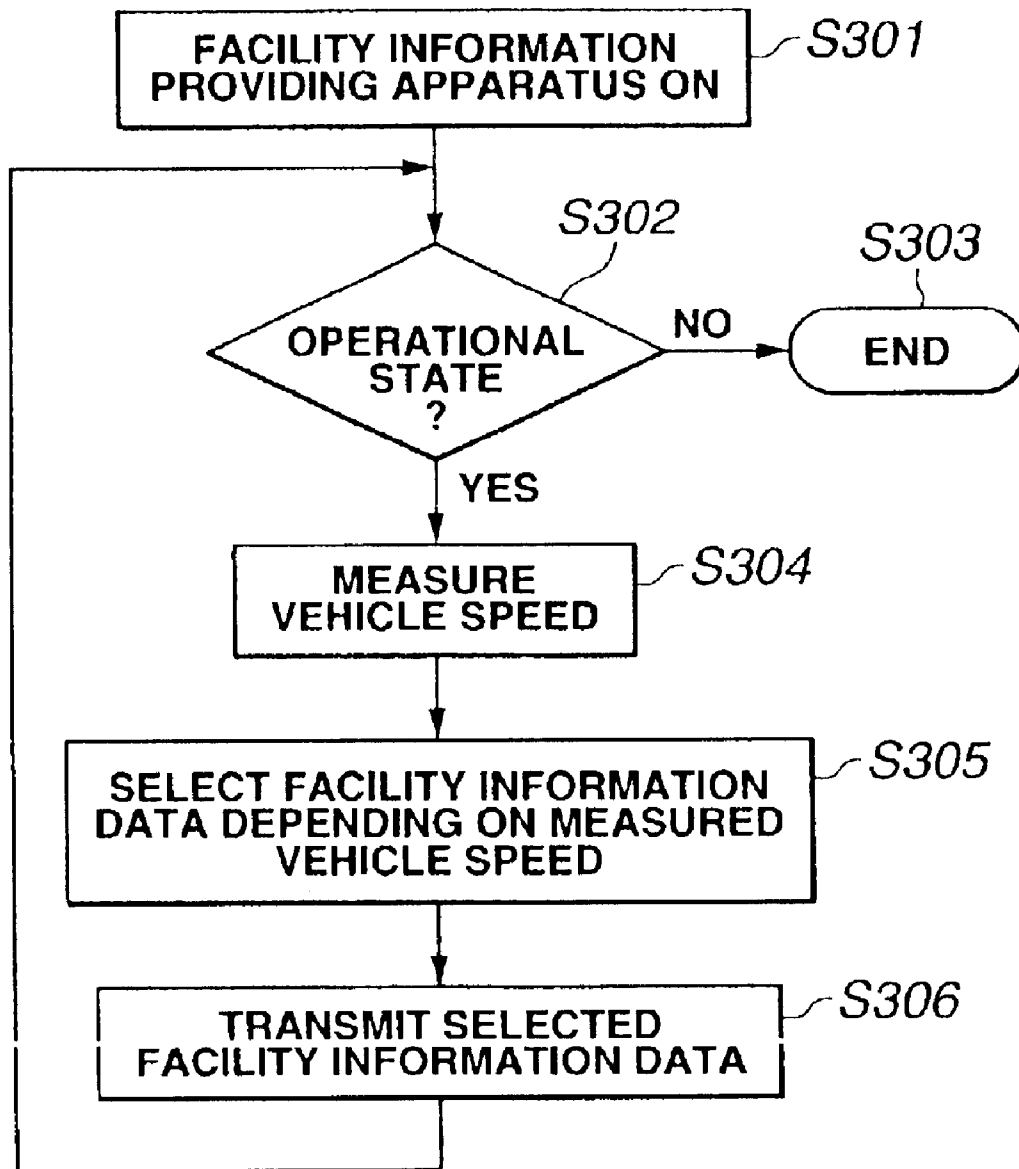 FACILITY INFORMATION
PROVIDING APPARATUS ON
S301
S302
S303
OPERATIONAL
STATE
?
NO
END
YES
MEASURE
VEHICLE SPEED
S304
SELECT FACILITY INFORMATION
DATA DEPENDING ON MEASURED
VEHICLE SPEED
S305
TRANSMIT SELECTED
FACILITY INFORMATION DATA
S306